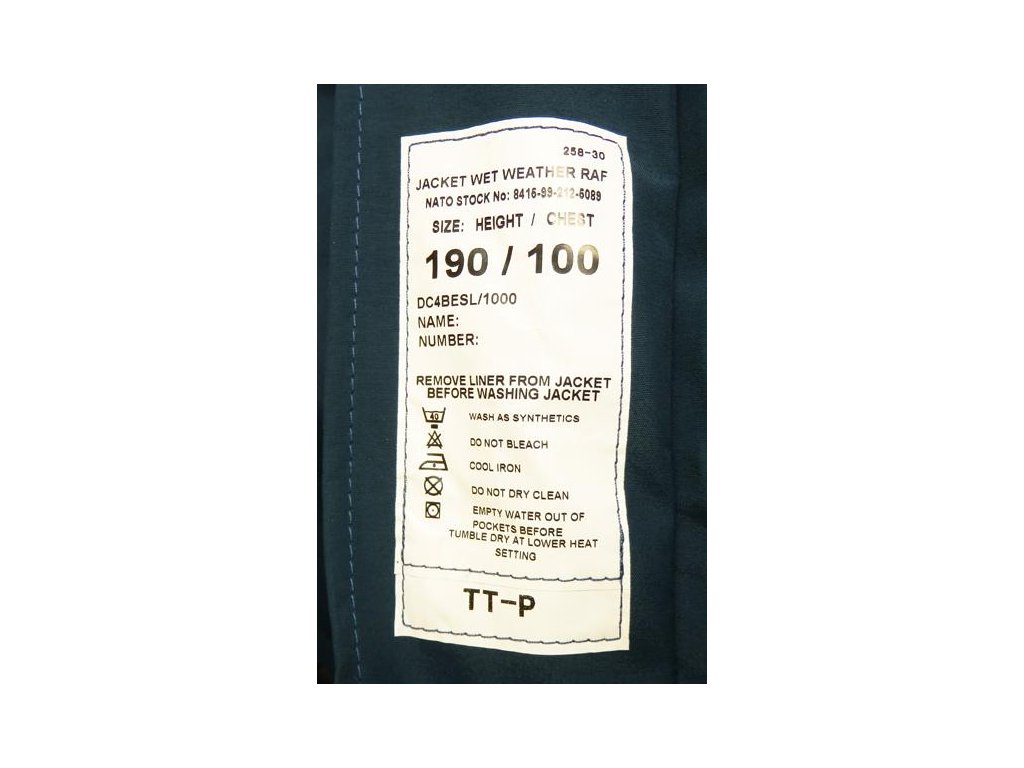 258-30
JACKET WET WEATHER RAF
NATO STOCK No: 8415-99-212-5089
SIZE: HEIGHT / CHEST
190 / 100
DC4BESL/1000
NAME:
NUMBER:
REMOVE LINER FROM JACKET
BEFORE WASHING JACKET
40
WASH AS SYNTHETICS
DO NOT BLEACH
COOL IRON
DO NOT DRY CLEAN
EMPTY WATER OUT OF
POCKETS BEFORE
TUMBLE DRY AT LOWER HEAT
SETTING
TT-P